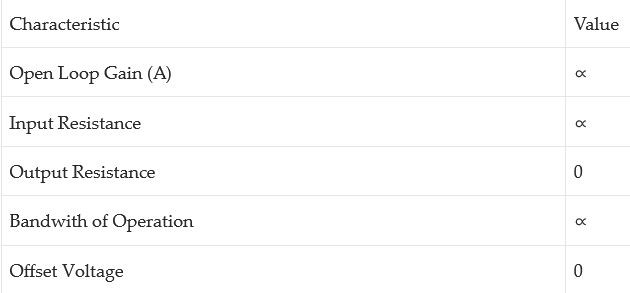 Characteristic Value
Open Loop Gain (A) ∝
Input Resistance ∝
Output Resistance 0
Bandwith of Operation ∝
Offset Voltage 0